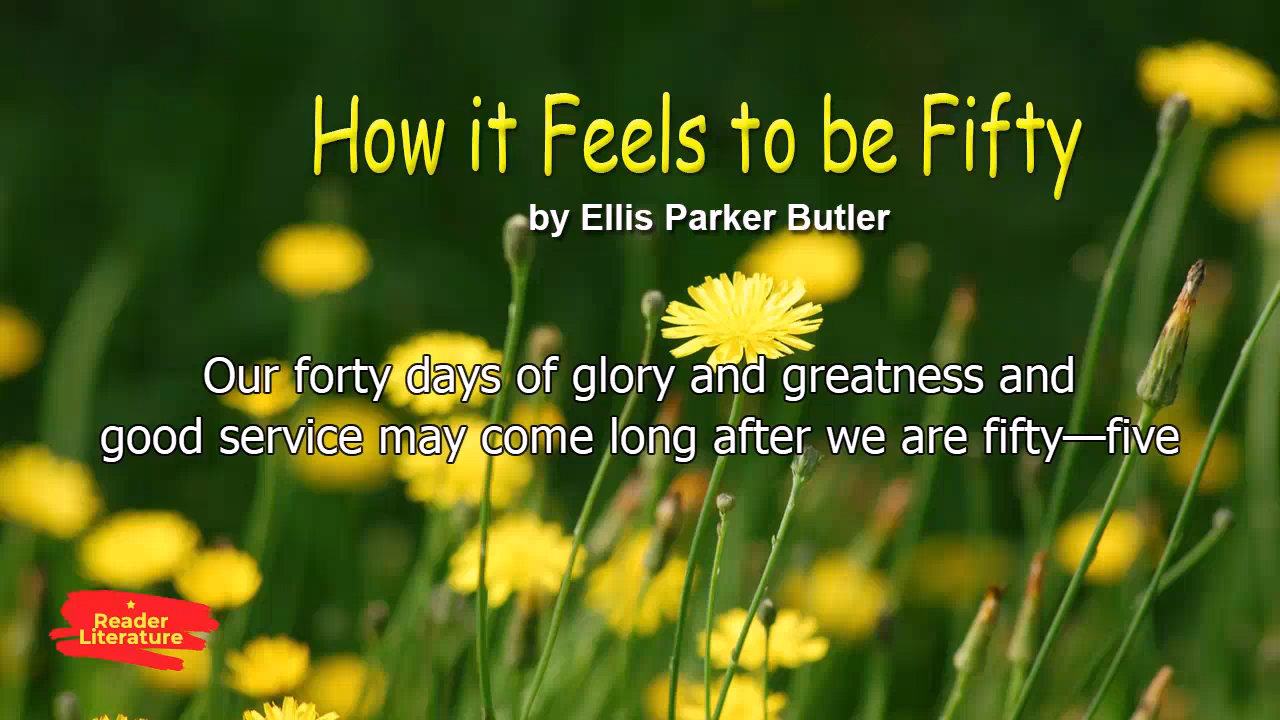 How it Feels to be Fifty
by Ellis Parker Butler
Our forty days of glory and greatness and
good service may come long after we are fifty—five
Reader
Literature